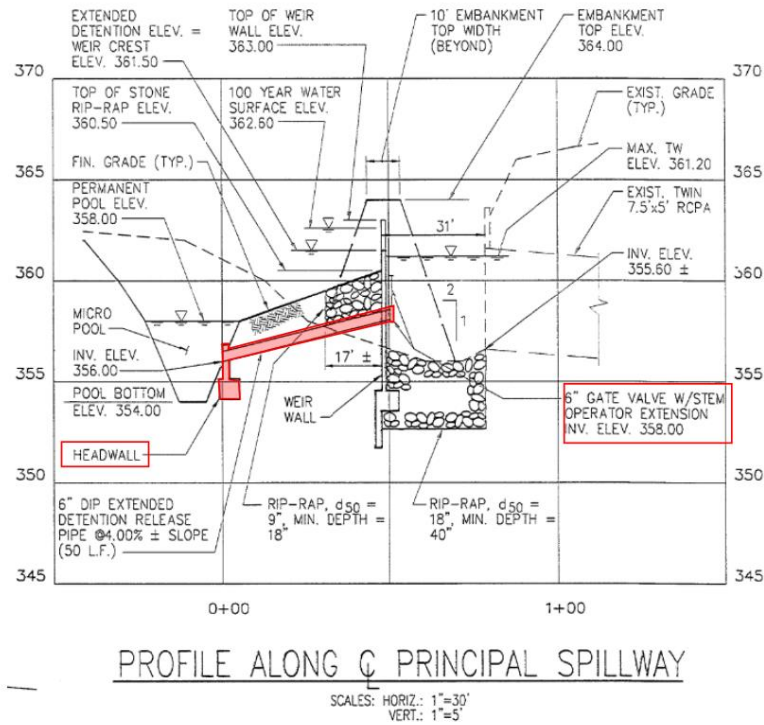 EXTENDED
DETENTION ELEV. =
WEIR CREST
ELEV. 361.50
TOP OF WEIR
WALL ELEV.
363.00
10' EMBANKMENT
TOP WIDTH
(BEYOND)
EMBANKMENT
TOP ELEV.
364.00
370
370
TOP OF STONE
RIP-RAP ELEV.
360.50
100 YEAR WATER
SURFACE ELEV.
362.60
EXIST. GRADE
(TYP.)
FIN. GRADE (TYP.)
MAX. TW
ELEV. 361.20
365
365
PERMANENT
POOL ELEV.
358.00
31'
EXIST. TWIN
7.5'x5' RCPA
INV. ELEV.
355.60 ±
360
360
MICRO
POOL
2
1
INV. ELEV.
356.00
17' ±
355
355
POOL BOTTOM
ELEV. 354.00
WEIR
WALL
6" GATE VALVE W/STEM
OPERATOR EXTENSION
INV. ELEV. 358.00
HEADWALL
350
350
6" DIP EXTENDED
DETENTION RELEASE
PIPE @4.00% ± SLOPE
(50 L.F.)
RIP-RAP, d50 =
9", MIN. DEPTH =
18"
RIP-RAP, d50 =
18", MIN. DEPTH =
40"
345
345
0+00
1+00
PROFILE ALONG ℄ PRINCIPAL SPILLWAY
SCALES: HORIZ.: 1"=30'
VERT.: 1"=5'